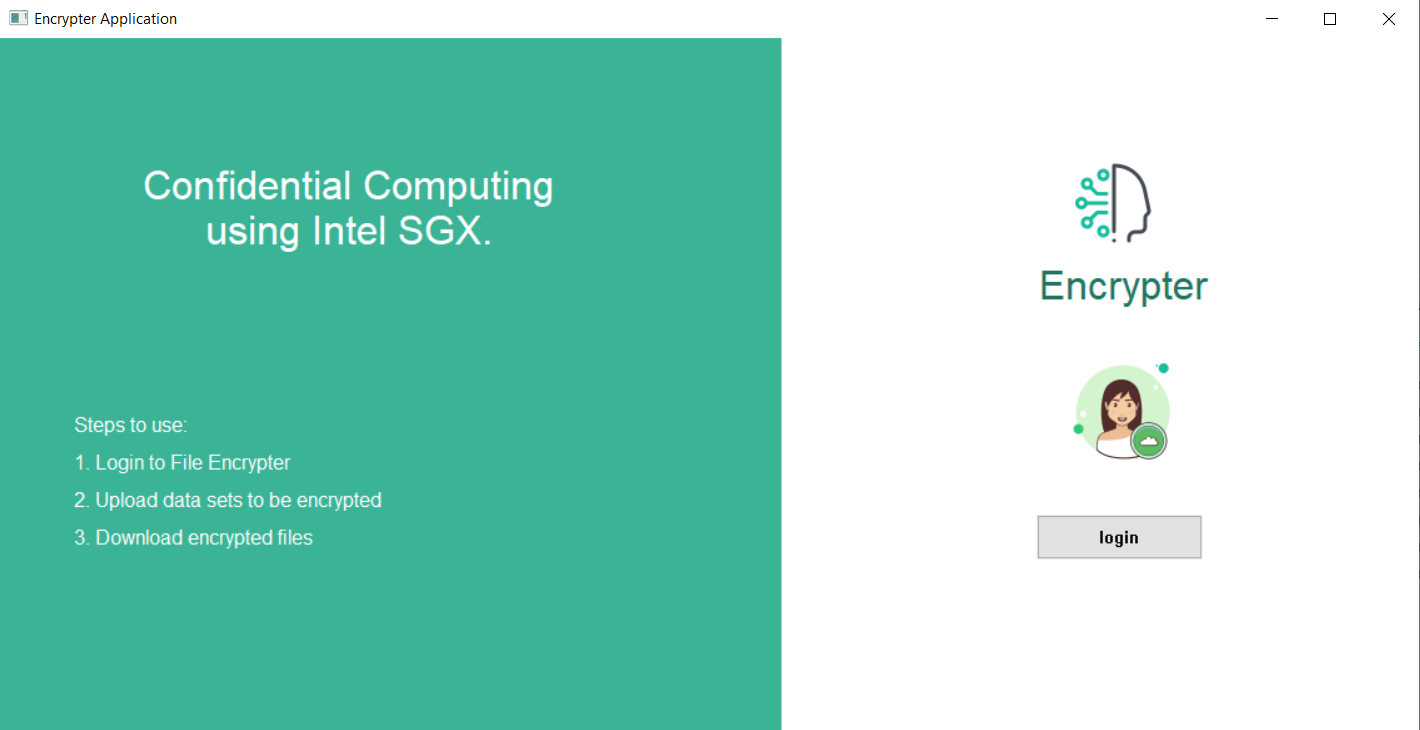 Encrypter Application
Confidential Computing
using Intel SGX.
Steps to use:
1. Login to File Encrypter
2. Upload data sets to be encrypted
3. Download encrypted files
Encrypter
login